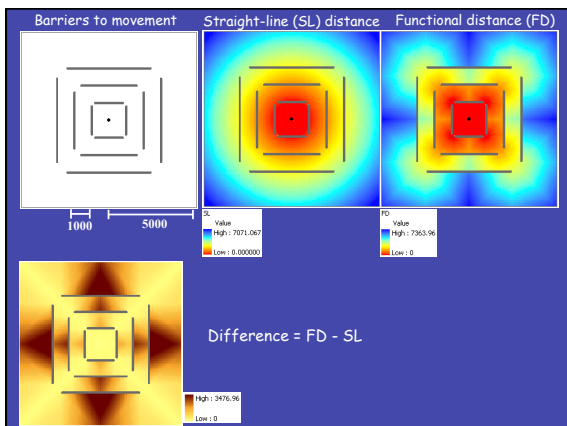 Barriers to movement
Straight-line (SL) distance
Functional distance (FD)
1000
5000
SL
Value
High : 7071.067
Low : 0.000000
FD
Value
High : 7363.96
Low : 0
Difference = FD - SL
High : 3476.96
Low : 0